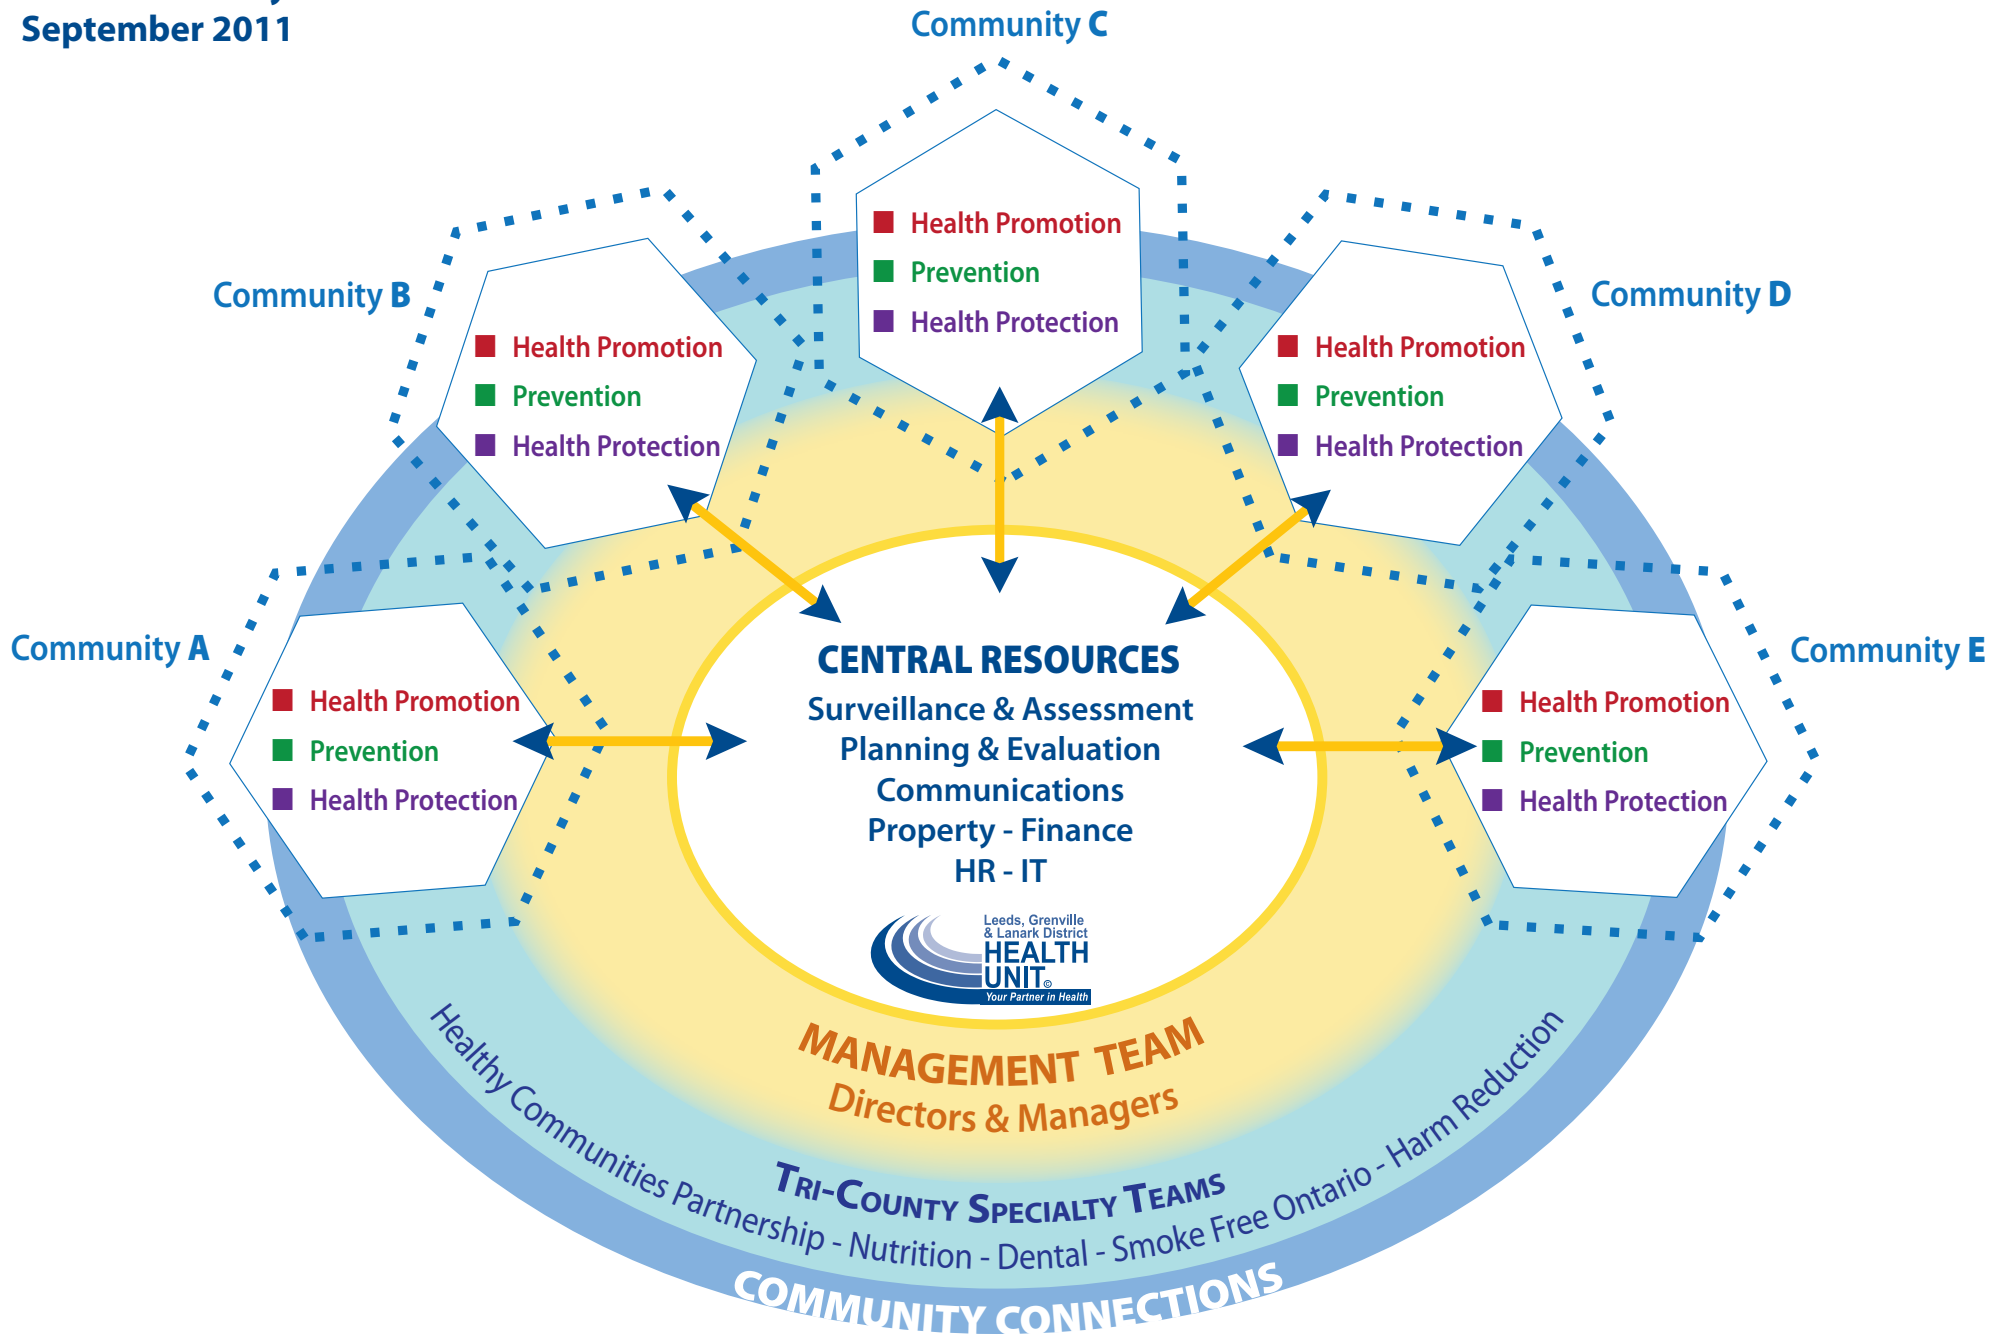 September 2011
Community C
Health Promotion
Prevention
Health Protection
Community B
Health Promotion
Prevention
Health Protection
Community D
Health Promotion
Prevention
Health Protection
Community A
Health Promotion
Prevention
Health Protection
Community E
Health Promotion
Prevention
Health Protection
CENTRAL RESOURCES
Surveillance & Assessment
Planning & Evaluation
Communications
Property - Finance
HR - IT
Leeds, Grenville
& Lanark District
HEALTH
UNIT©
Your Partner in Health
MANAGEMENT TEAM
Directors & Managers
TRI-COUNTY SPECIALTY TEAMS
Healthy Communities Partnership - Nutrition - Dental - Smoke Free Ontario - Harm Reduction
COMMUNITY CONNECTIONS